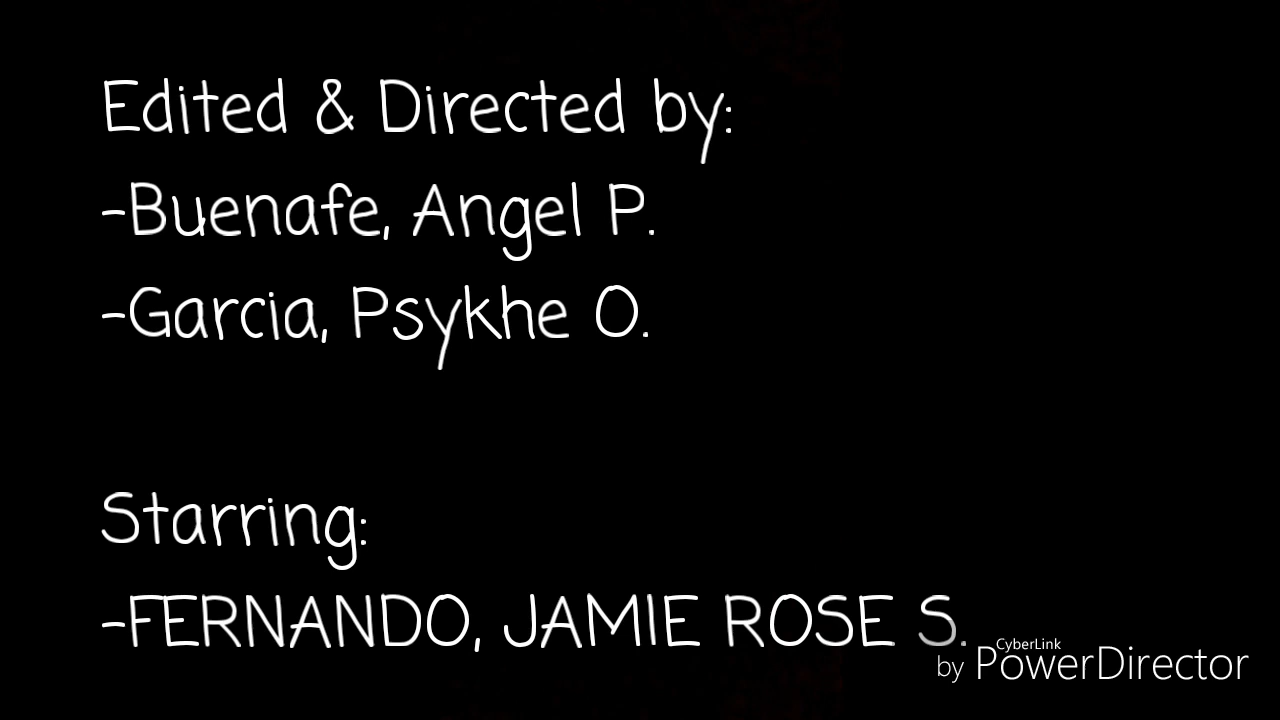 Edited & Directed by:
-Buenafe, Angel P.
-Garcia, Psykhe O.
Starring:
-FERNANDO, JAMIE ROSE S.
by CyberLink PowerDirector